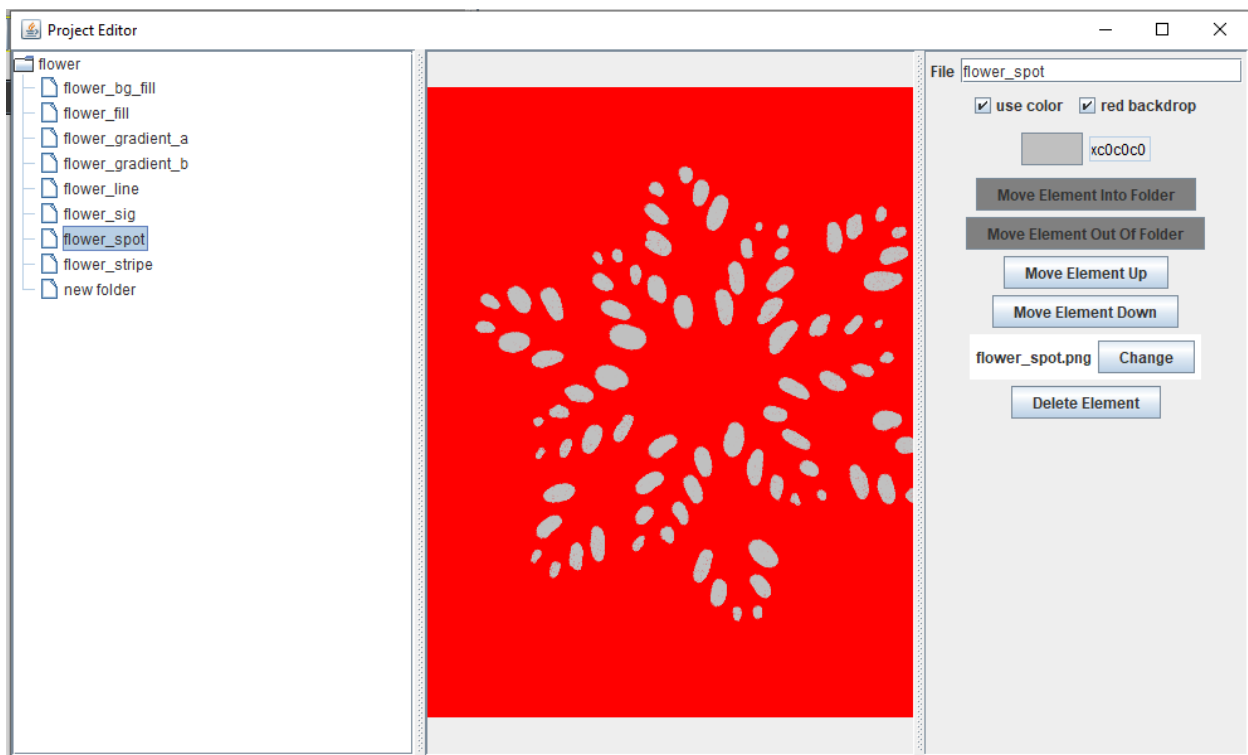 Project Editor
flower
flower_bg_fill
flower_fill
flower_gradient_a
flower_gradient_b
flower_line
flower_sig
flower_spot
flower_stripe
new folder
File flower_spot
use color red backdrop
xc0c0c0
Move Element Into Folder
Move Element Out Of Folder
Move Element Up
Move Element Down
flower_spot.png Change
Delete Element